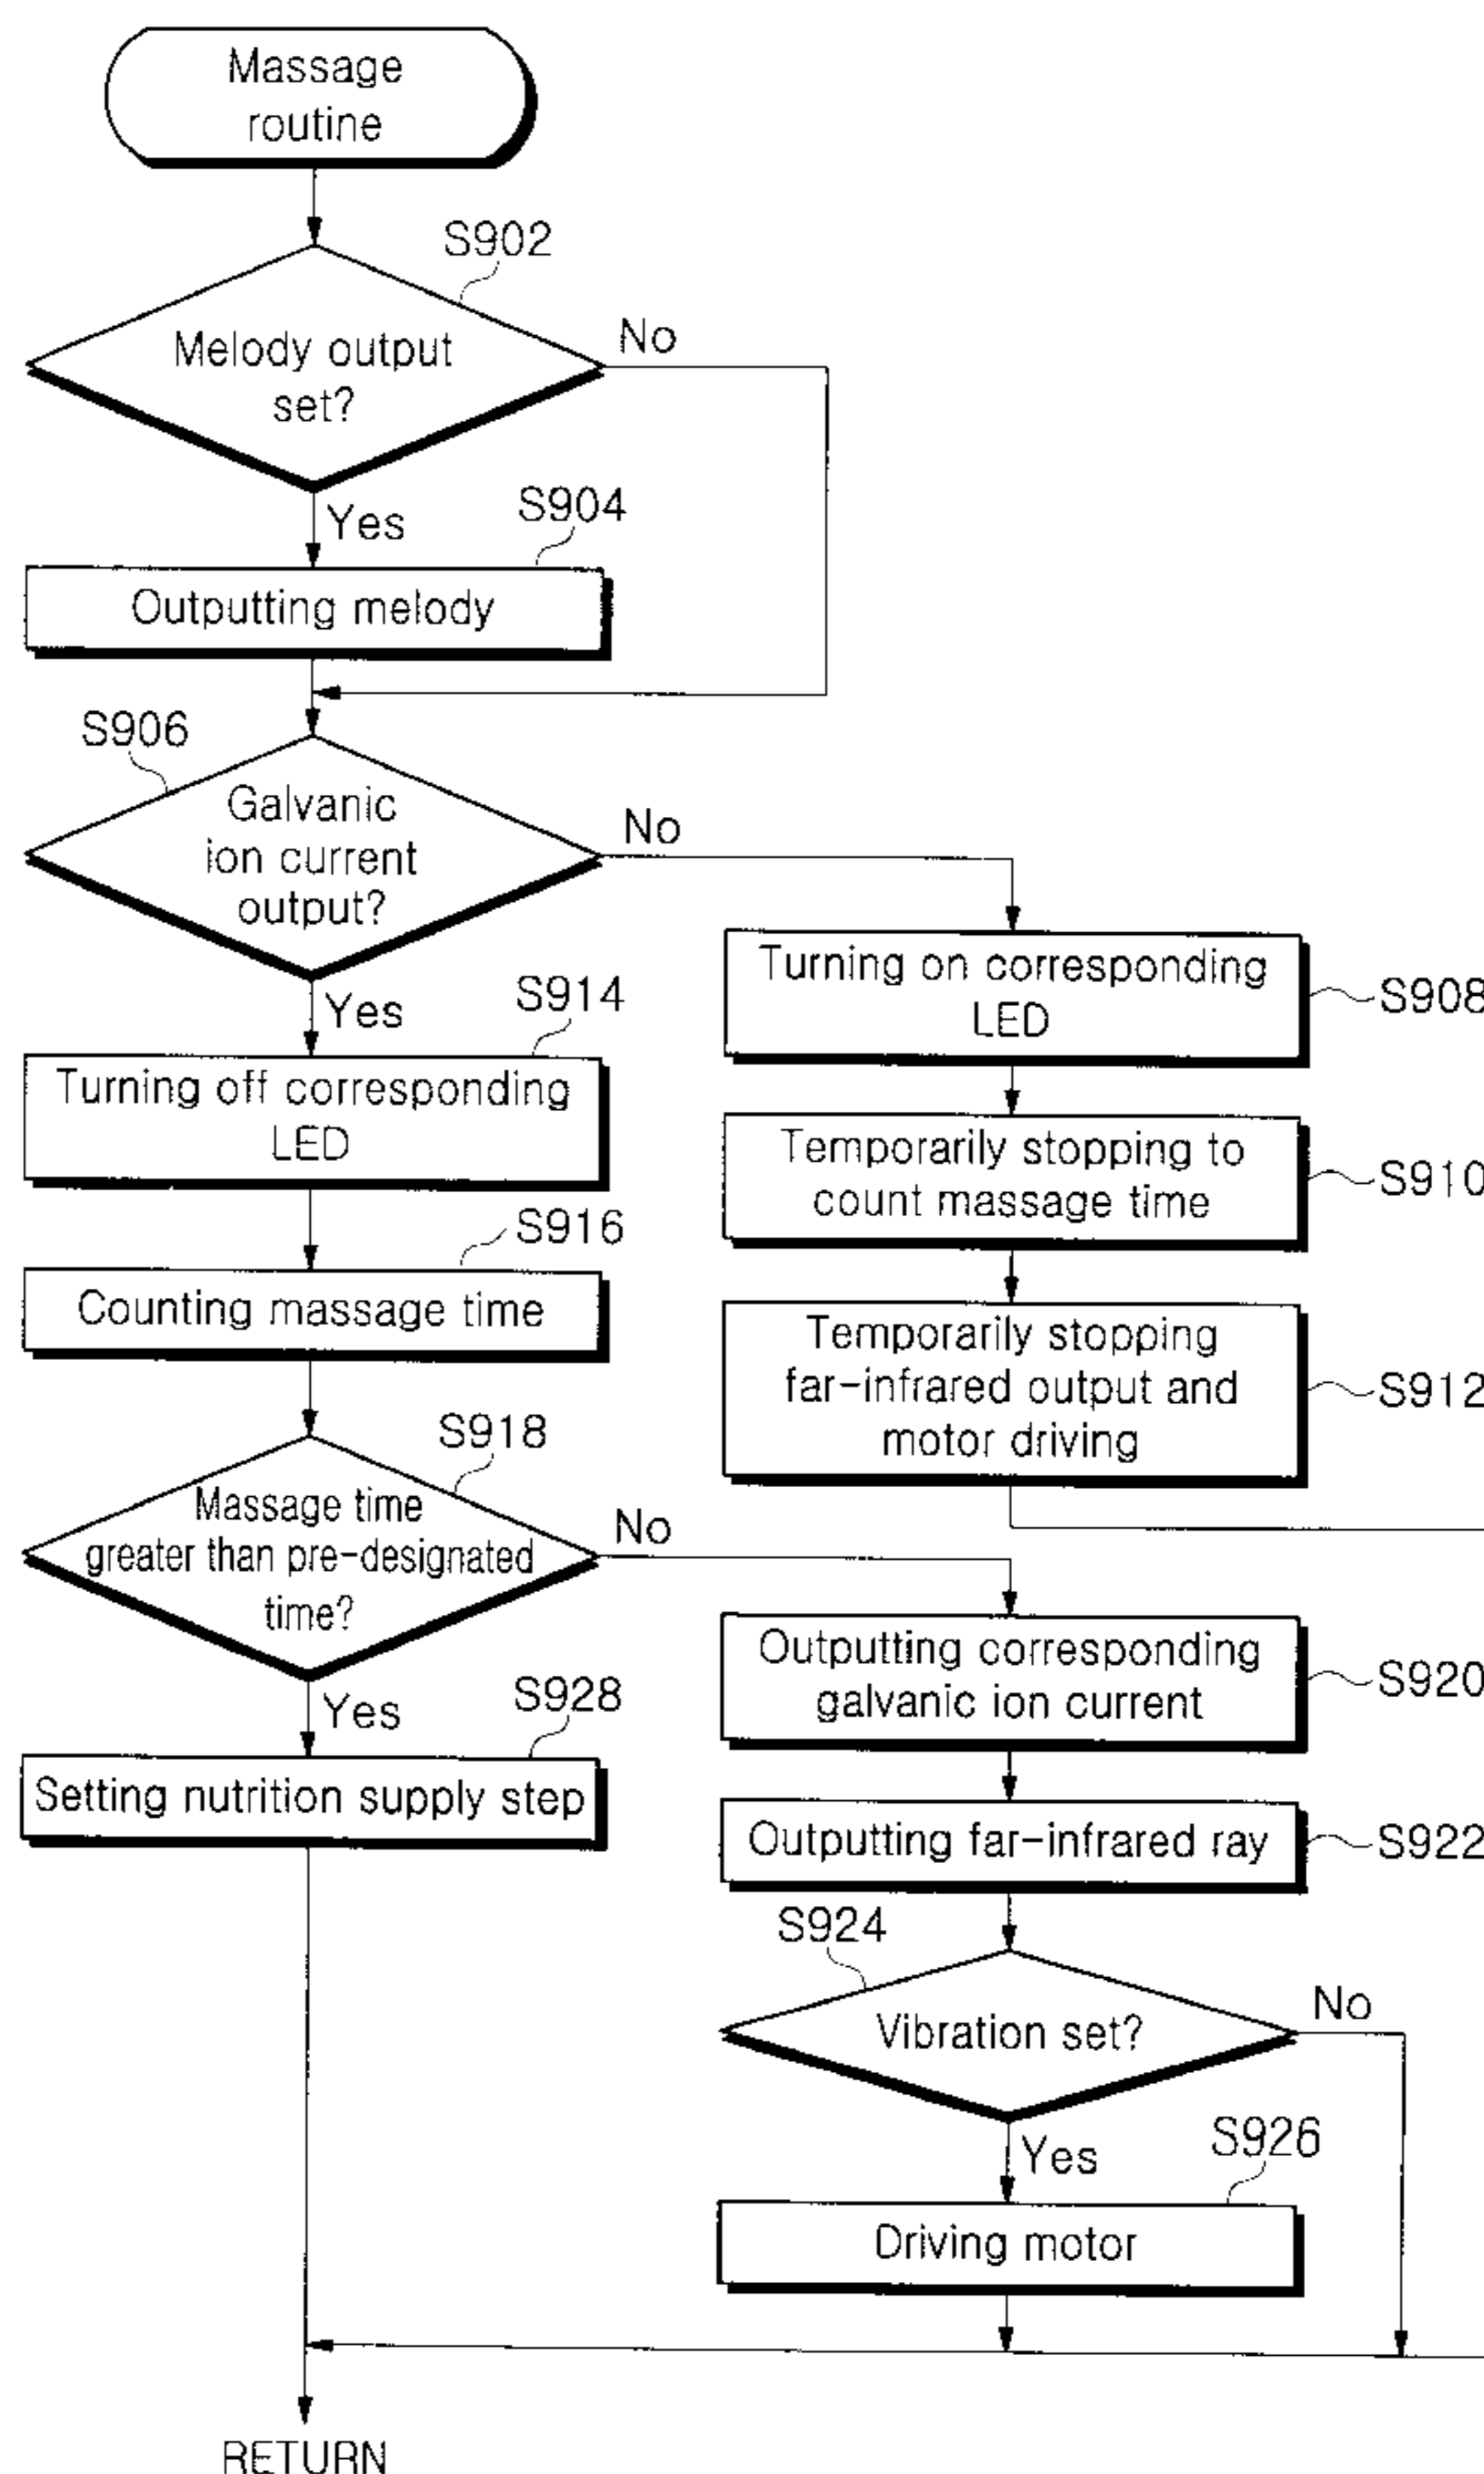 Massage
routine
S902
Melody output
set?
No
Yes
S904
Outputting melody
S906
Galvanic
ion current
output?
No
Yes
S914
Turning off corresponding
LED
Turning on corresponding
LED
S908
Temporarily stopping to
count massage time
S910
S916
Counting massage time
Temporarily stopping
far-infrared output and
motor driving
S912
S918
Massage time
greater than pre-designated
time?
No
Yes
S928
Setting nutrition supply step
Outputting corresponding
galvanic ion current
S920
Outputting far-infrared ray
S922
S924
Vibration set?
No
Yes
S926
Driving motor
RETURN